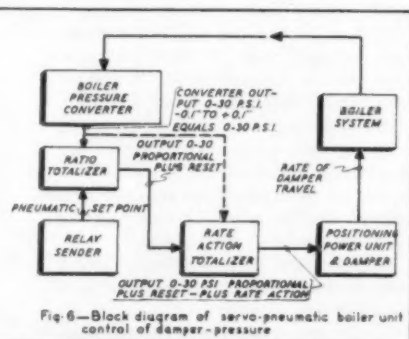 BOILER
PRESSURE
CONVERTER
CONVERTER OUT-
PUT 0-30 P.S.I.
-0.1" TO +0.1"
EQUALS 0-30 P.S.I.
BOILER
SYSTEM
OUTPUT 0-30
PROPORTIONAL
PLUS RESET
RATIO
TOTALIZER
RATE OF
DAMPER
TRAVEL
PNEUMATIC SET POINT
RELAY
SENDER
RATE
ACTION
TOTALIZER
POSITIONING
POWER UNIT
& DAMPER
OUTPUT 0-30 PSI PROPORTIONAL
PLUS RESET-PLUS RATE ACTION
Fig-6—Block diagram of servo-pneumatic boiler unit
control of damper-pressure